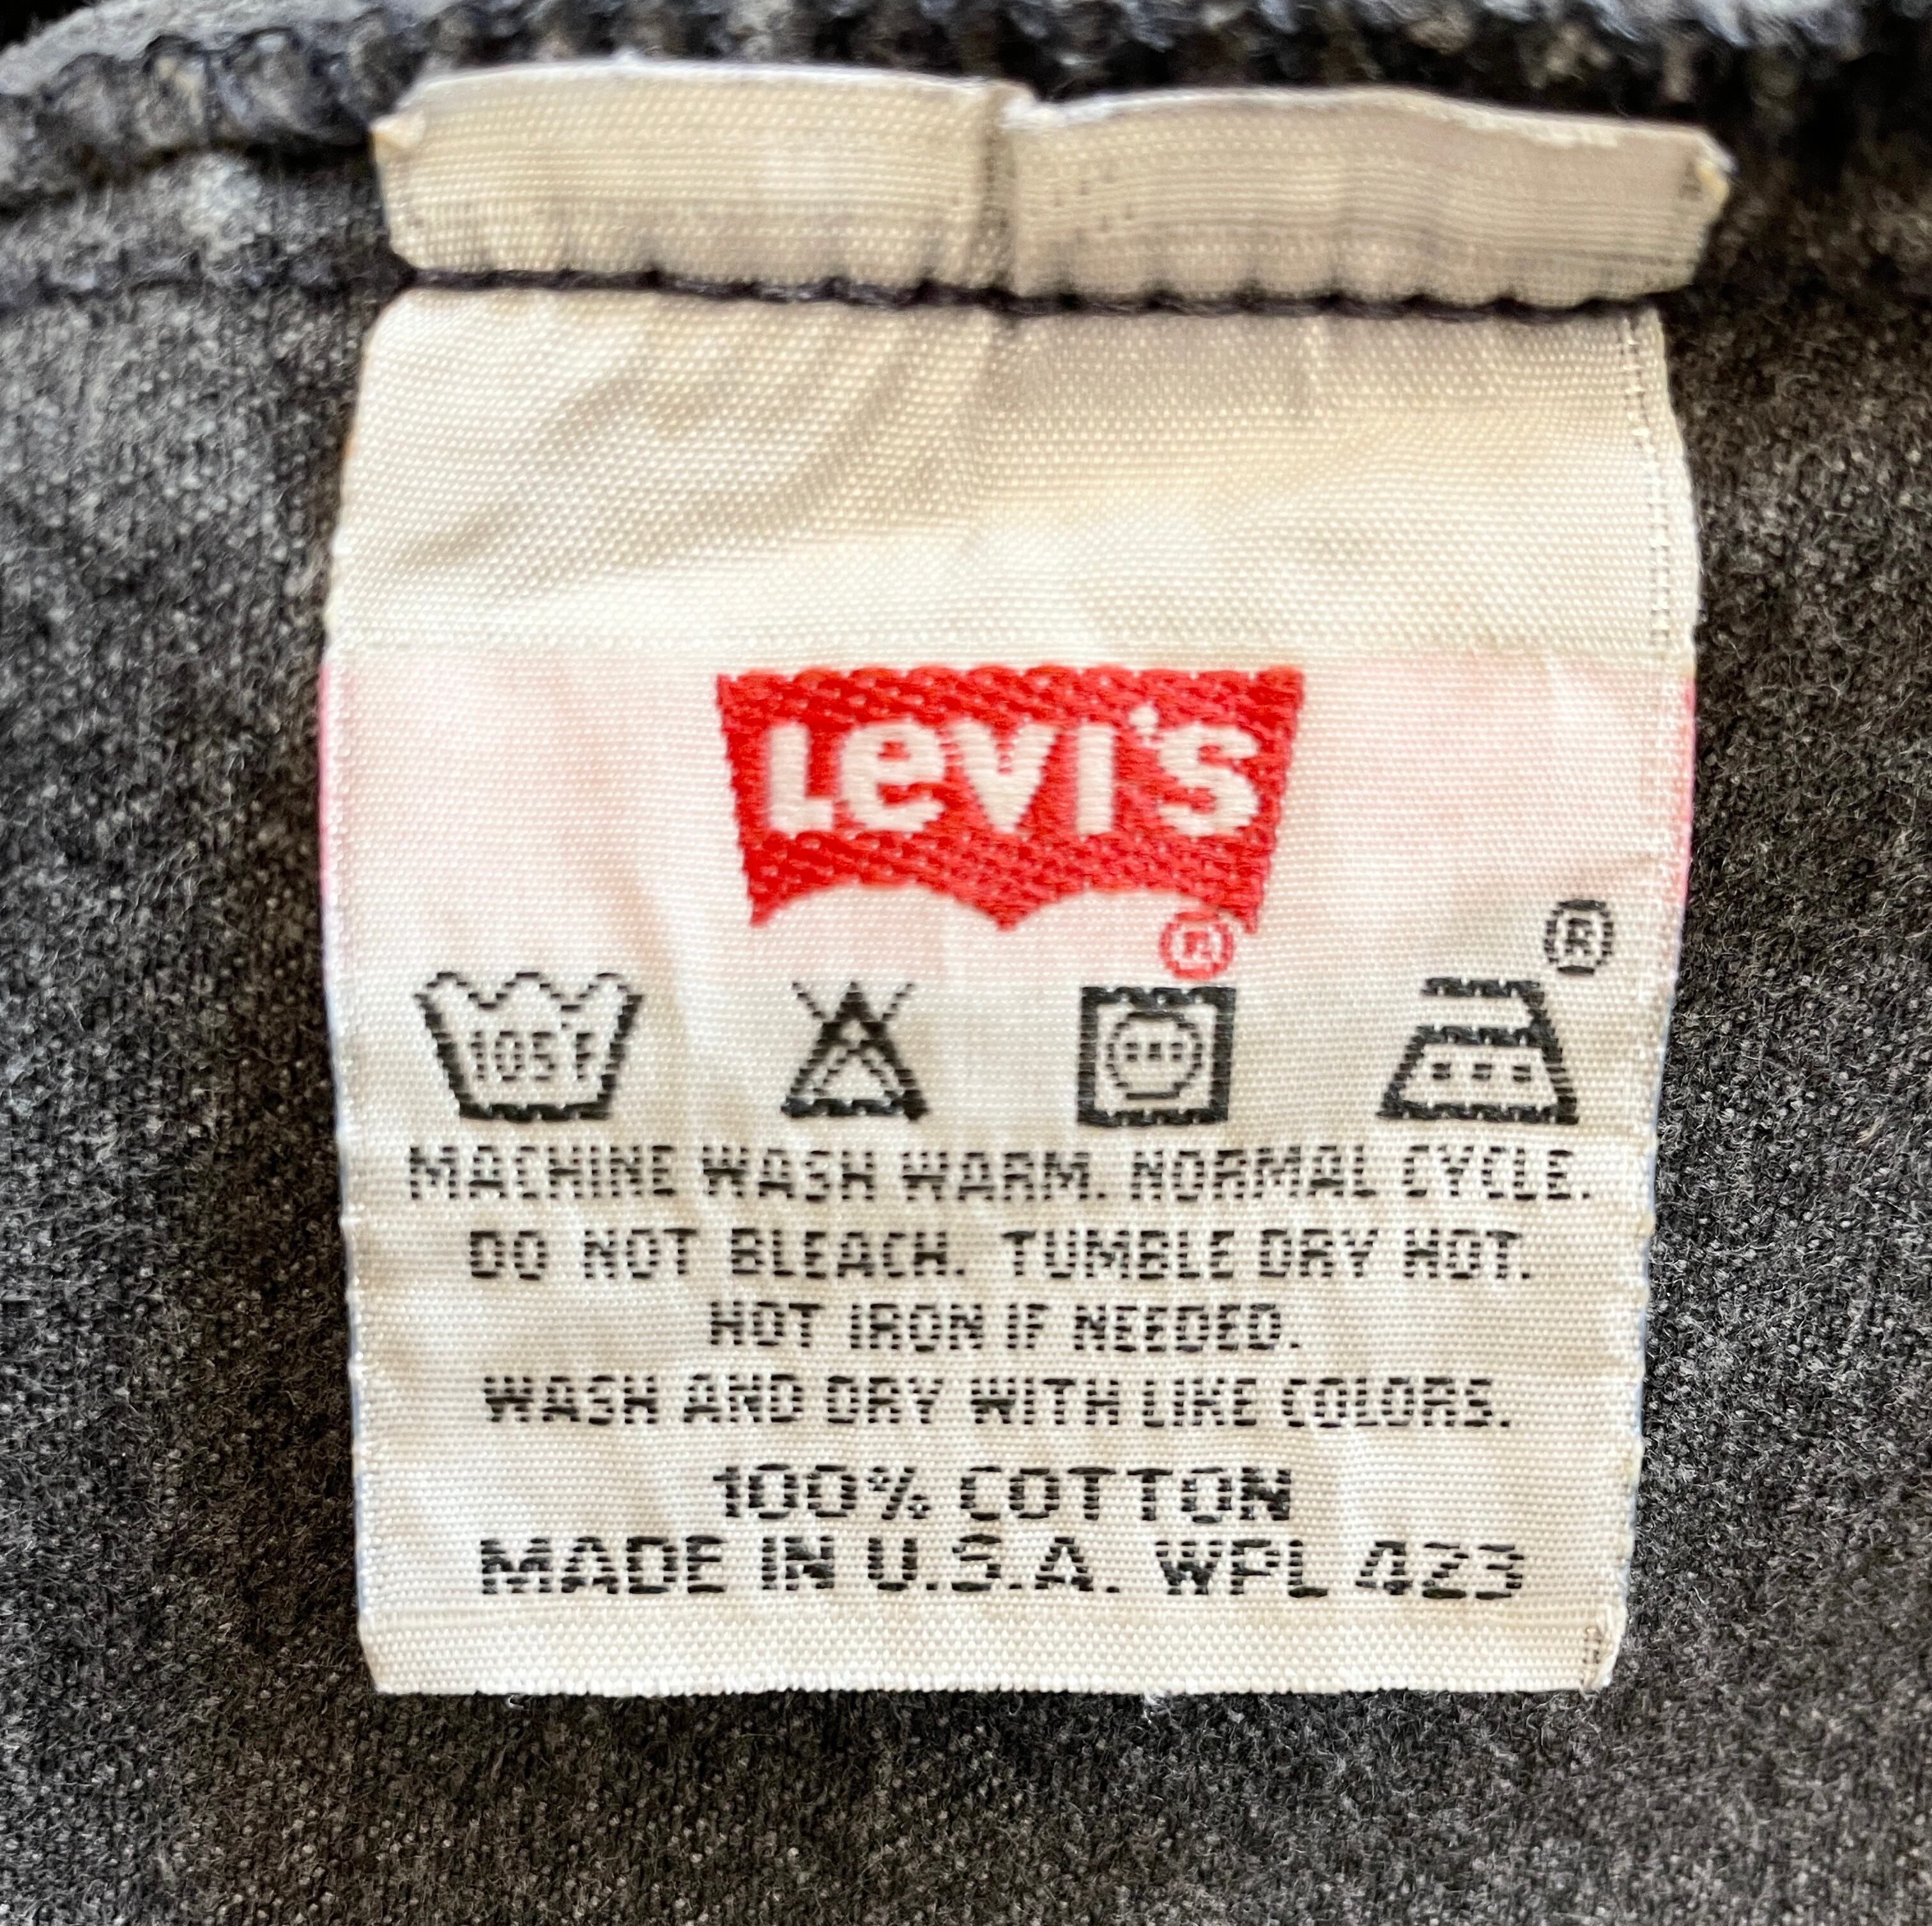 Levi's
®
®
105°F
MACHINE WASH WARM. NORMAL CYCLE.
DO NOT BLEACH. TUMBLE DRY HOT.
HOT IRON IF NEEDED.
WASH AND DRY WITH LIKE COLORS.
100% COTTON
MADE IN U.S.A. WPL 423